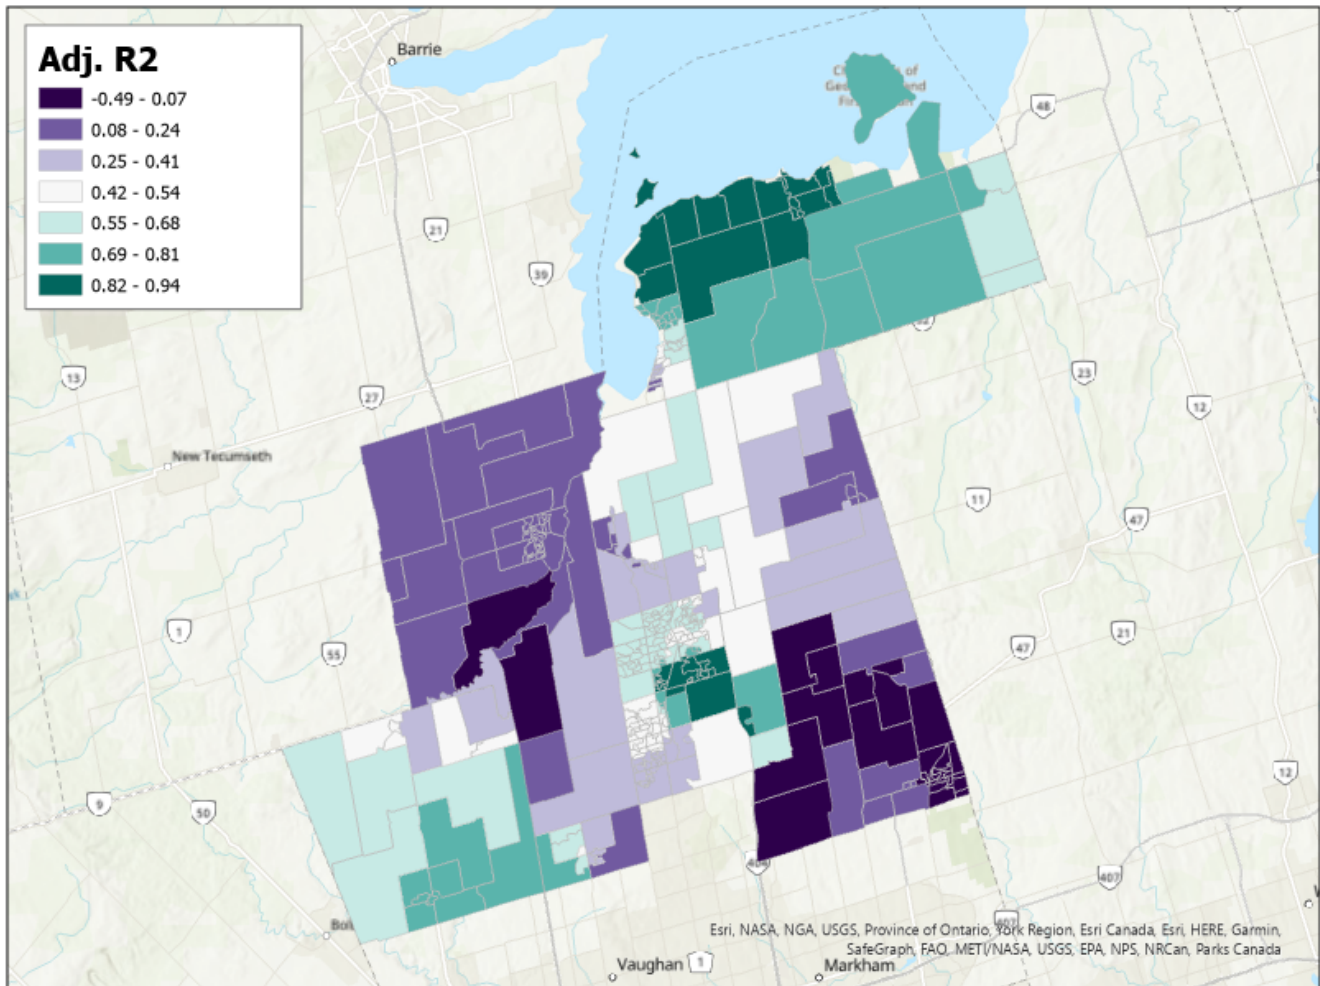 Adj. R2
-0.49 - 0.07
0.08 - 0.24
0.25 - 0.41
0.42 - 0.54
0.55 - 0.68
0.69 - 0.81
0.82 - 0.94
Barrie
of
and
48
21
39
13
27
23
12
New Tecumseth
11
47
1
55
21
47
9
50
12
404
407
407
Bol
Esri, NASA, NGA, USGS, Province of Ontario, York Region, Esri Canada, Esri, HERE, Garmin,
SafeGraph, FAO, METI/NASA, USGS, EPA, NPS, NRCan, Parks Canada
Vaughan
1
Markham